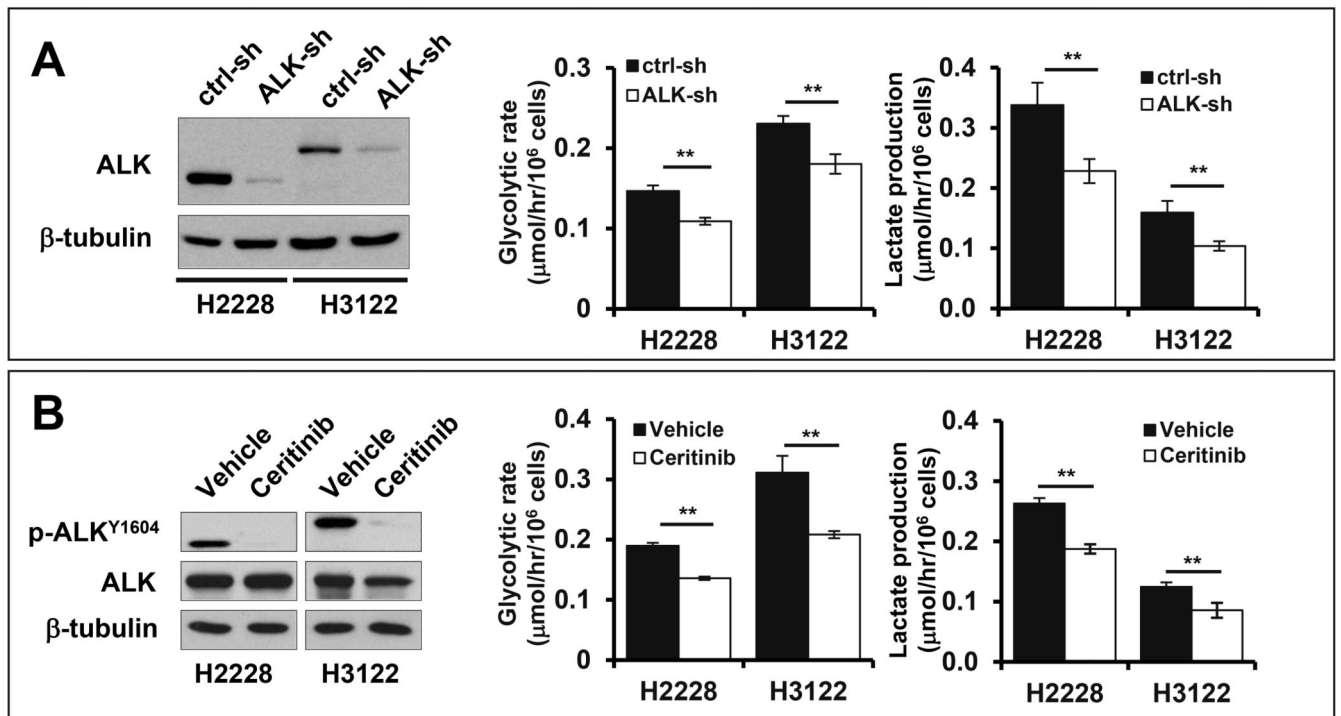 A
ctrl-sh
ALK-sh
ctrl-sh
ALK-sh
ALK
β-tubulin
H2228
H3122
Glycolytic rate
(μmol/hr/10⁶ cells)
0.3
0.2
0.1
0
ctrl-sh
ALK-sh
**
**
H2228
H3122
Lactate production
(μmol/hr/10⁶ cells)
0.4
0.3
0.2
0.1
0.0
ctrl-sh
ALK-sh
**
**
H2228
H3122
B
Vehicle
Ceritinib
Vehicle
Ceritinib
p-ALKʸ¹⁶⁰⁴
ALK
β-tubulin
H2228
H3122
Glycolytic rate
(μmol/hr/10⁶ cells)
0.4
0.3
0.2
0.1
0
Vehicle
Ceritinib
**
**
H2228
H3122
Lactate production
(μmol/hr/10⁶ cells)
0.4
0.3
0.2
0.1
0.0
Vehicle
Ceritinib
**
**
H2228
H3122